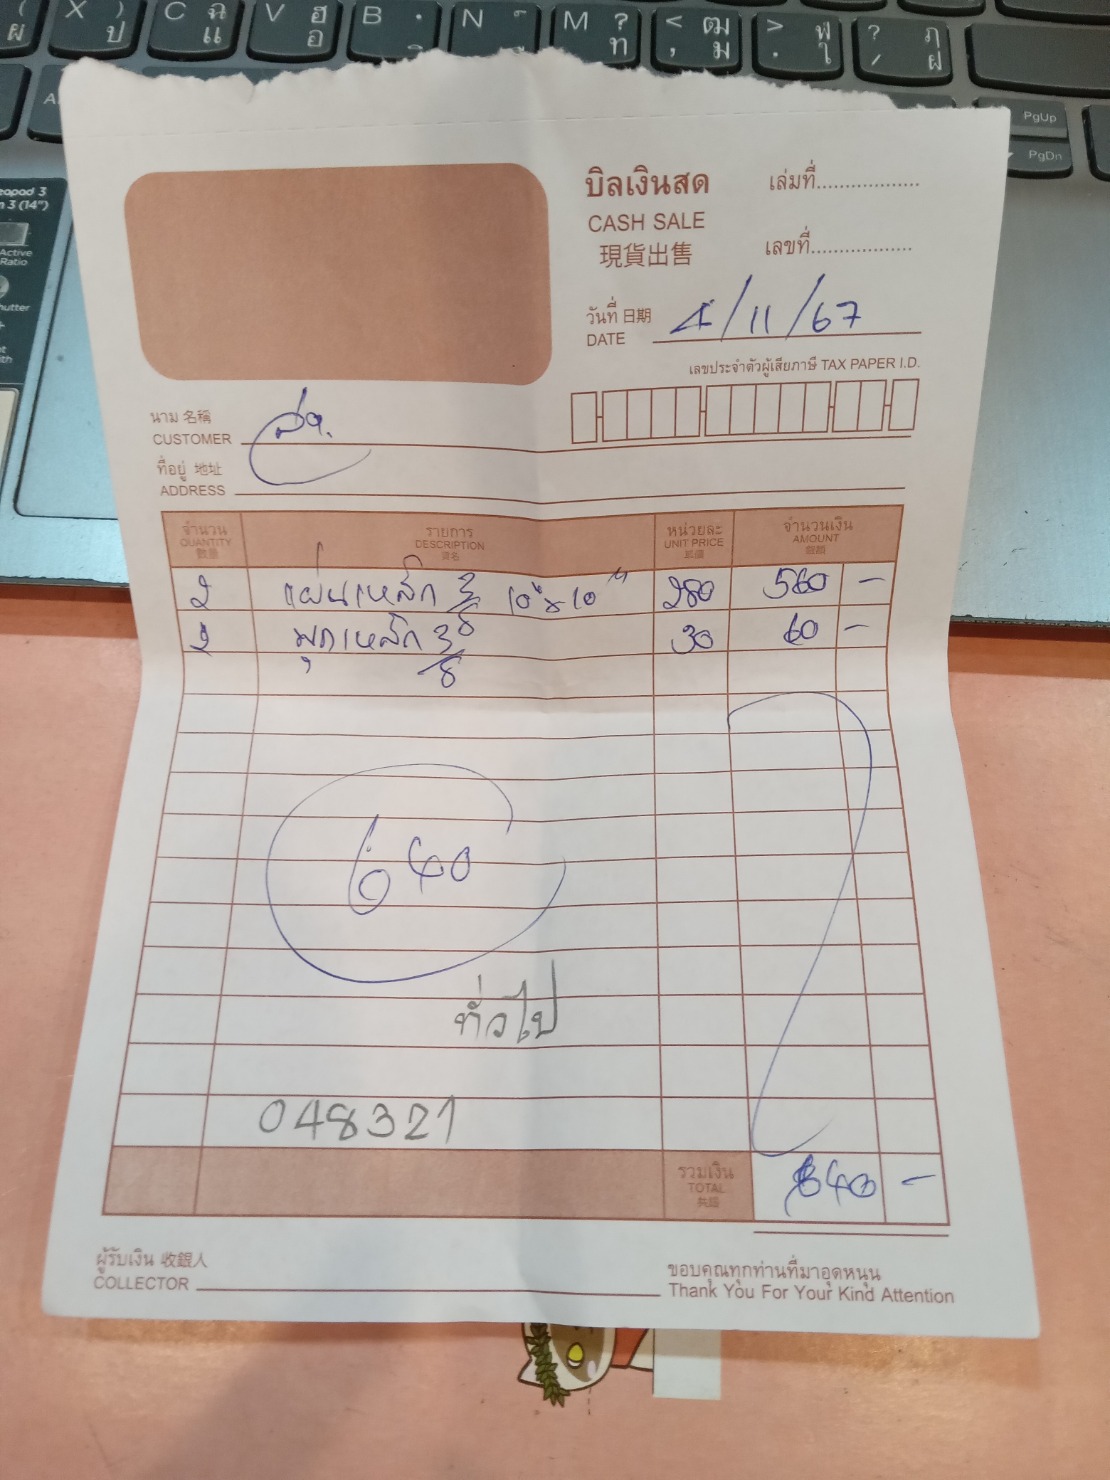 บิลเงินสด เล่มที่..................
CASH SALE
現貨出售 เลขที่..................
วันที่ 日期 4/11/67
DATE
เลขประจำตัวผู้เสียภาษี TAX PAPER I.D.
นาม 名稱
CUSTOMER
ที่อยู่ 地址
ADDRESS
จำนวน รายการ หน่วยละ จำนวนเงิน
QUANTITY DESCRIPTION UNIT PRICE AMOUNT
2 แผ่นเหล็ก 3/8 10"x10" 280 560 -
2 พุกเหล็ก 3/8 30 60 -
640
ทั่วไป
048321
รวมเงิน 640 -
TOTAL
ผู้รับเงิน 收銀人
COLLECTOR
ขอบคุณทุกท่านที่มาอุดหนุน
Thank You For Your Kind Attention